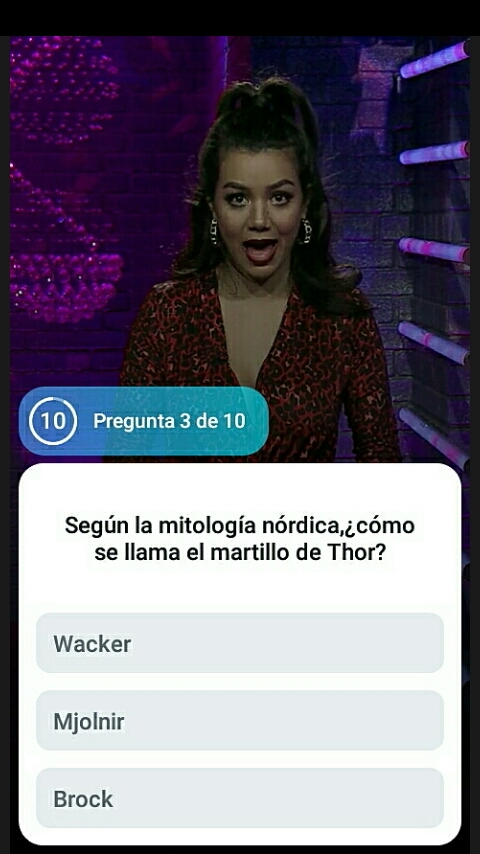 10 Pregunta 3 de 10
Según la mitología nórdica,¿cómo
se llama el martillo de Thor?
Wacker
Mjolnir
Brock